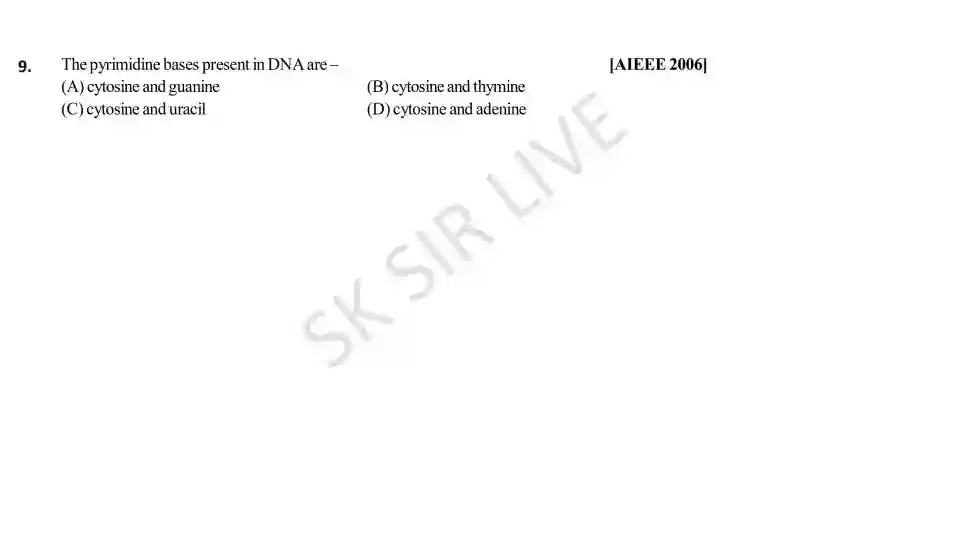 9. The pyrimidine bases present in DNA are – [AIEEE 2006]
(A) cytosine and guanine (B) cytosine and thymine
(C) cytosine and uracil (D) cytosine and adenine
SK SIR LIVE